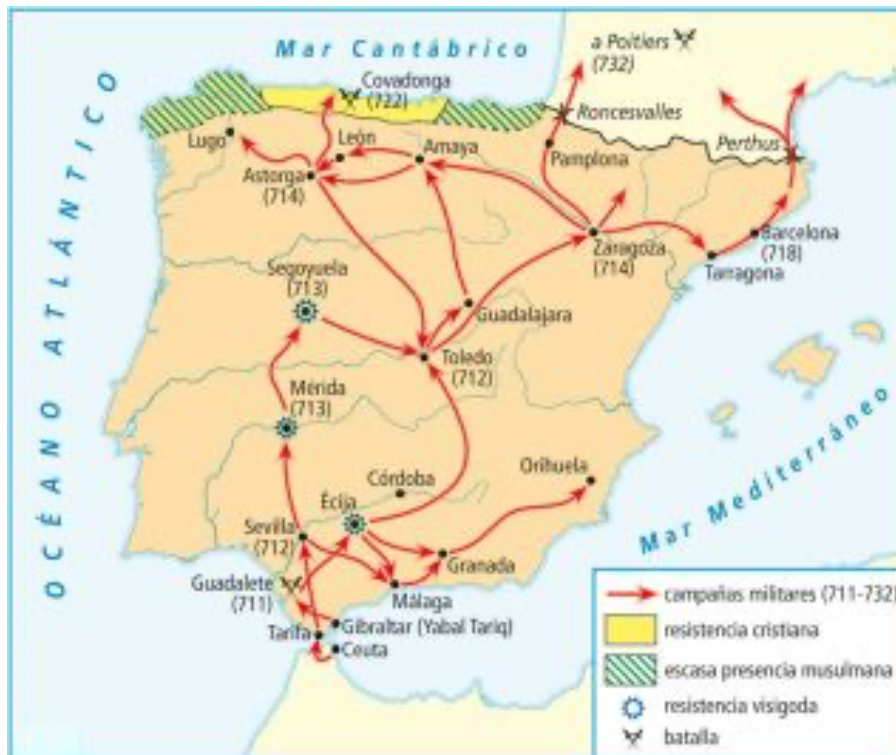 Mar Cantábrico
a Poitiers
(732)
Covadonga
(722)
Roncesvalles
Lugo
León
Amaya
Pamplona
Perthus
Astorga
(714)
Zaragoza
(714)
Barcelona
(718)
Tarragona
Segoyuela
(713)
Guadalajara
Toledo
(712)
OCÉANO ATLÁNTICO
Mérida
(713)
Mar Mediterráneo
Córdoba
Orihuela
Écija
Sevilla
(712)
Granada
Guadalete
(711)
Málaga
Tarifa
Gibraltar (Yabal Tariq)
Ceuta
campañas militares (711-732)
resistencia cristiana
escasa presencia musulmana
resistencia visigoda
batalla